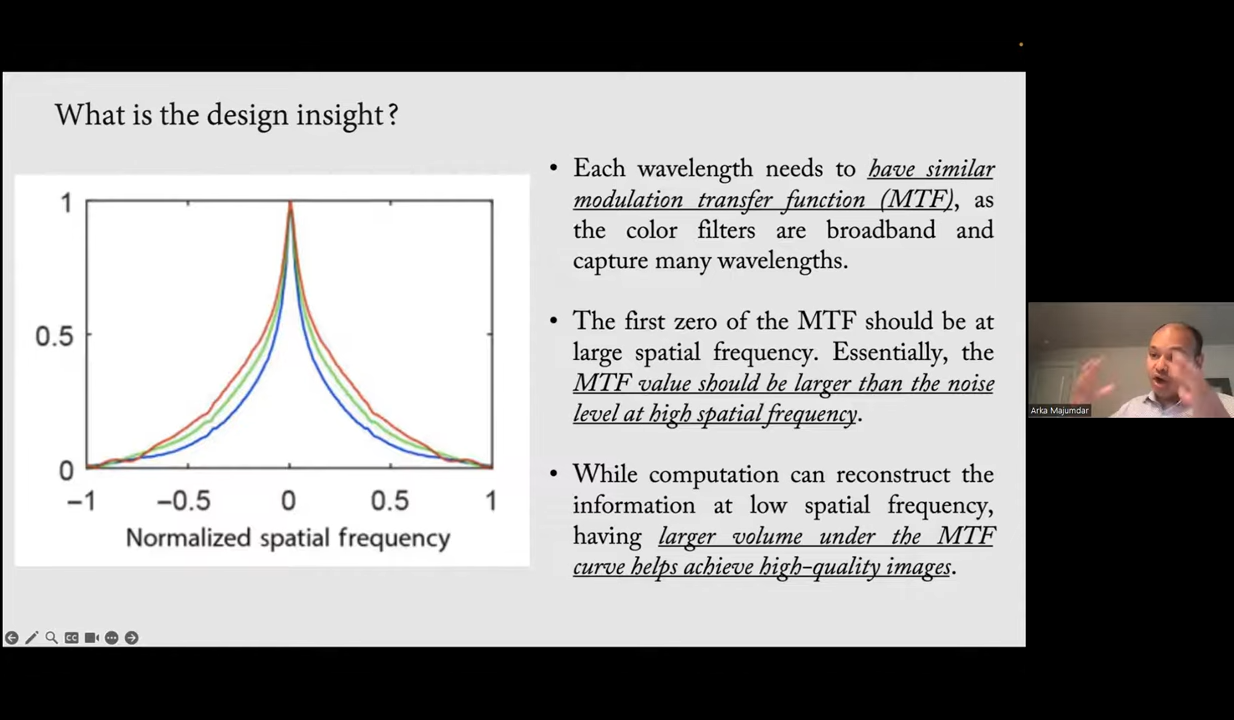 What is the design insight?
1
0.5
0
−1
−0.5
0
0.5
1
Normalized spatial frequency
• Each wavelength needs to have similar
modulation transfer function (MTF), as
the color filters are broadband and
capture many wavelengths.
• The first zero of the MTF should be at
large spatial frequency. Essentially, the
MTF value should be larger than the noise
level at high spatial frequency.
• While computation can reconstruct the
information at low spatial frequency,
having larger volume under the MTF
curve helps achieve high-quality images.
Arka Majumdar
CC